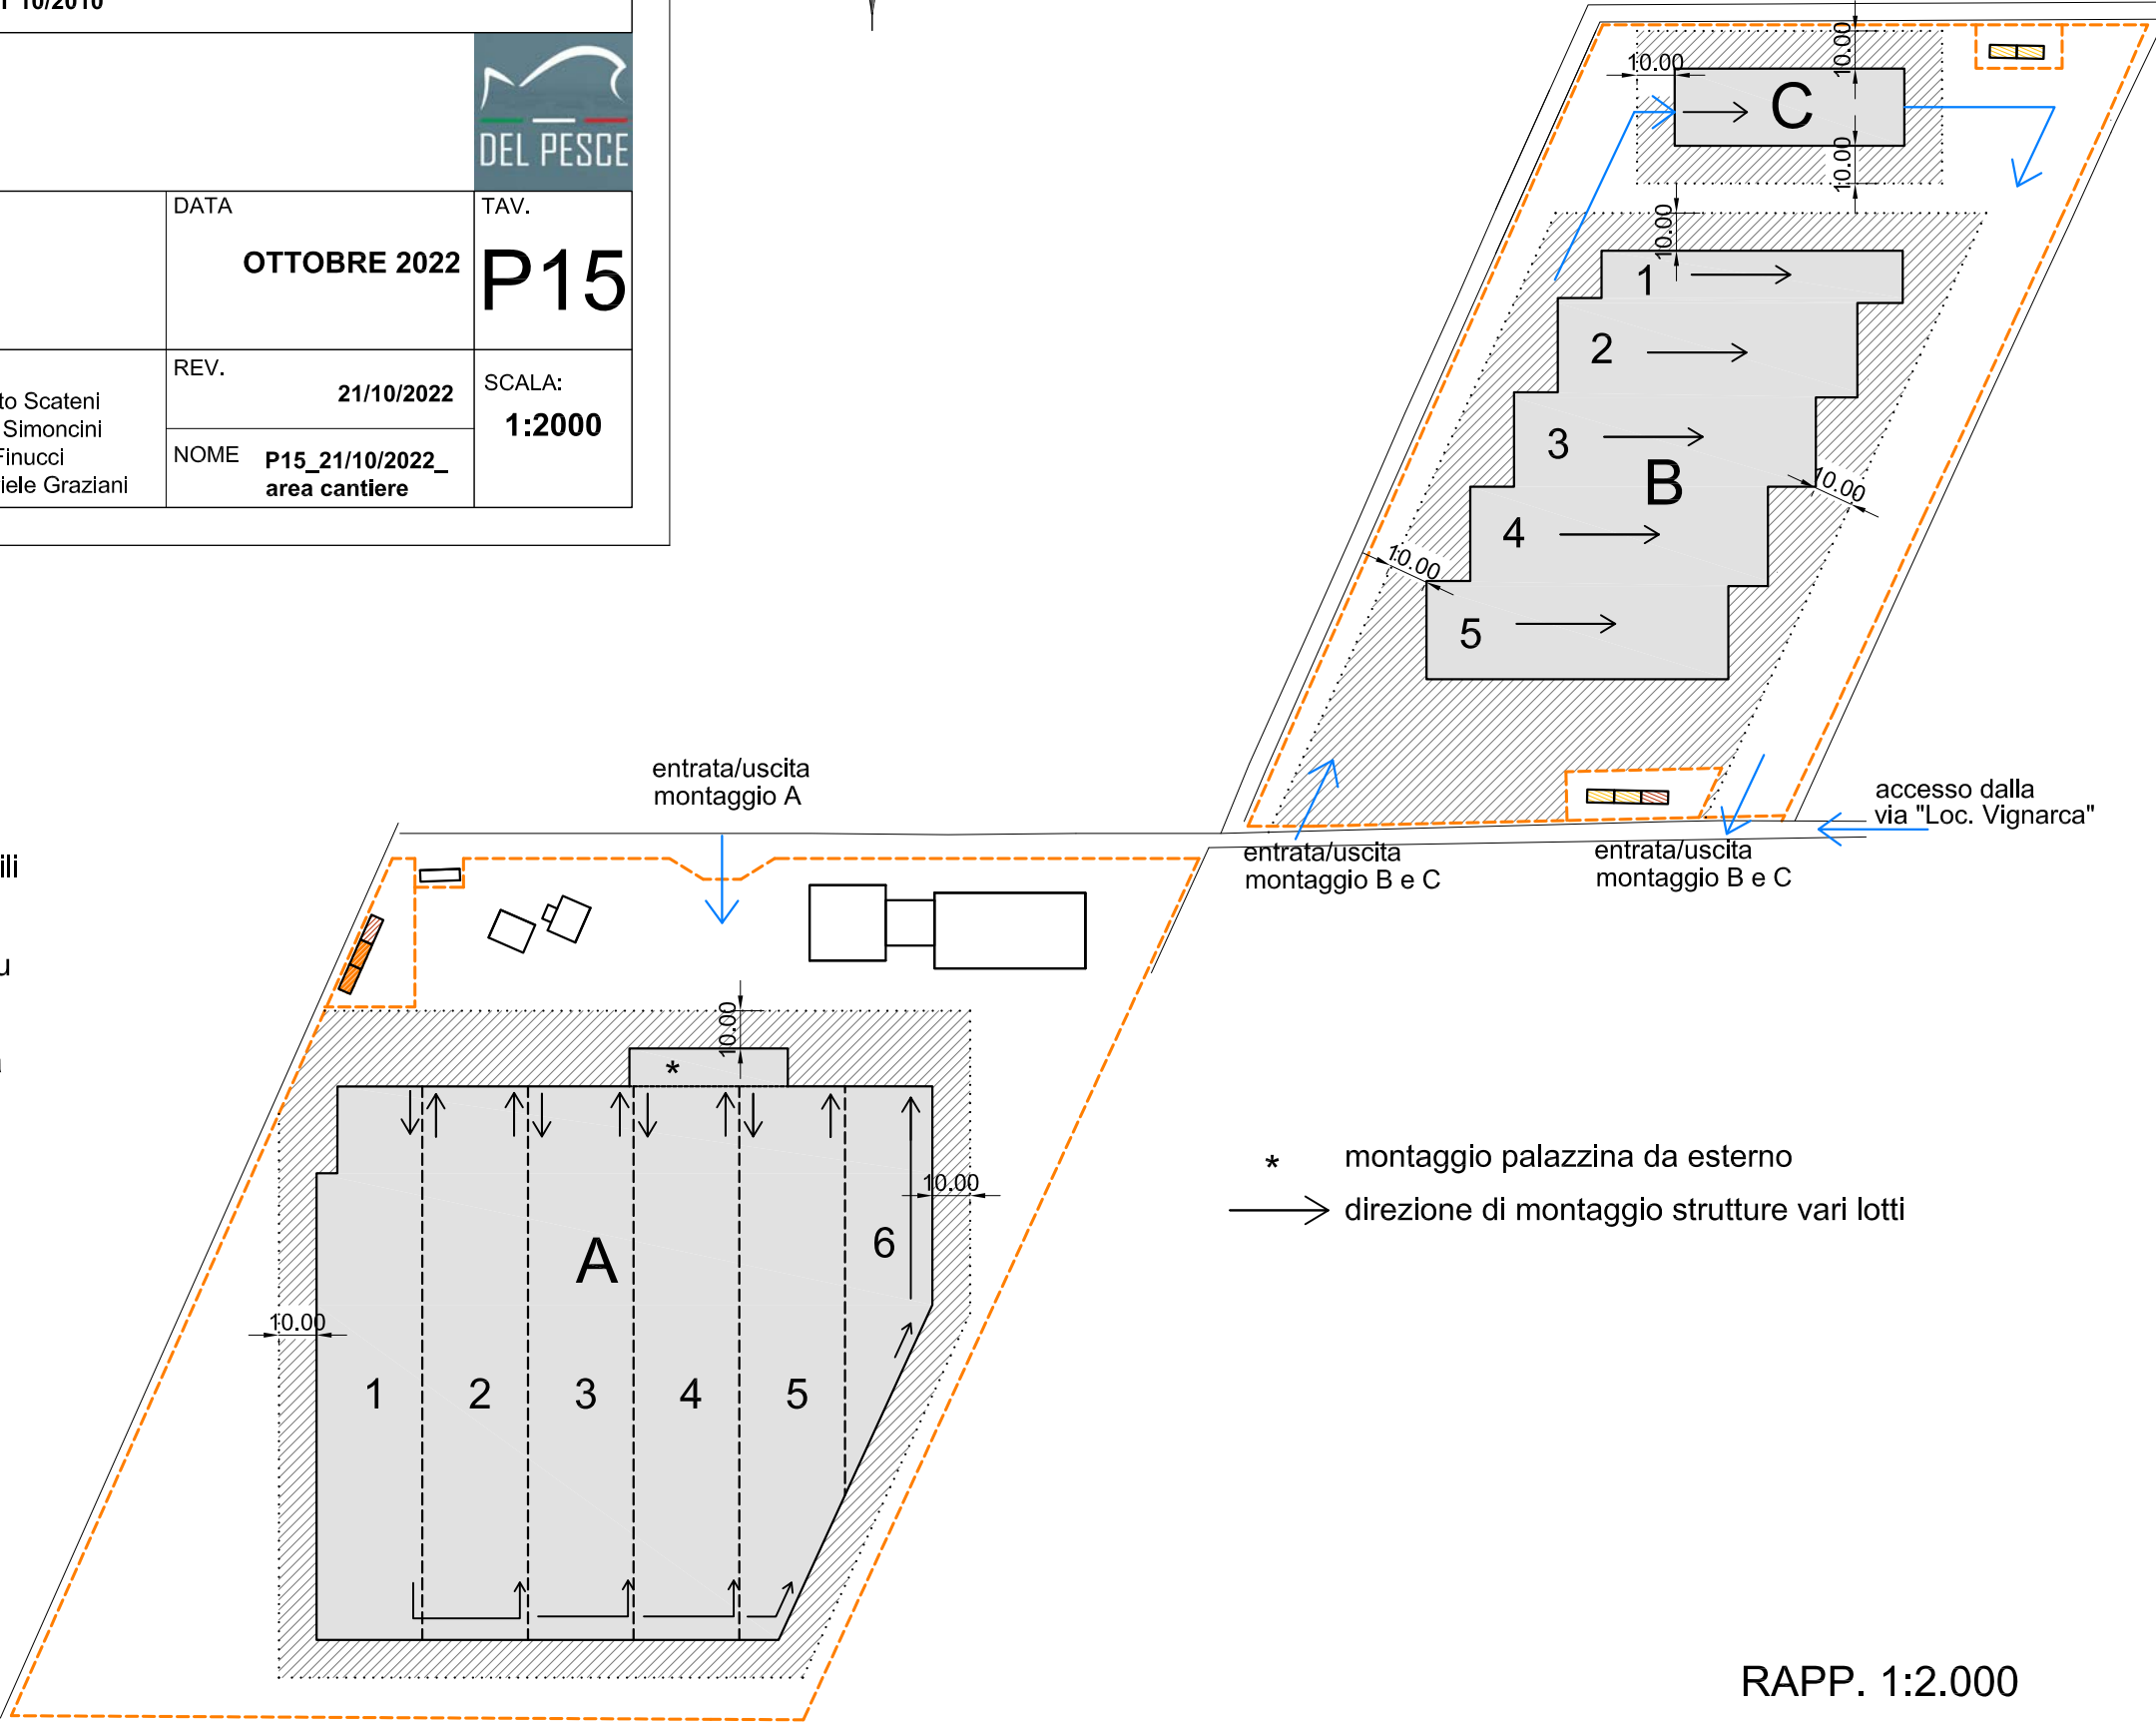 10/2010
DEL PESCE
DATA
OTTOBRE 2022
TAV.
P15
REV.
21/10/2022
SCALA:
1:2000
to Scateni
Simoncini
Finucci
iele Graziani
NOME
P15_21/10/2022_
area cantiere
10.00
10.00
C
10.00
10.00
1
2
3
B
10.00
4
10.00
5
entrata/uscita
montaggio A
accesso dalla
via "Loc. Vignarca"
entrata/uscita
montaggio B e C
entrata/uscita
montaggio B e C
ili
u
10.00
*
10.00
6
A
10.00
1
2
3
4
5
* montaggio palazzina da esterno
direzione di montaggio strutture vari lotti
RAPP. 1:2.000